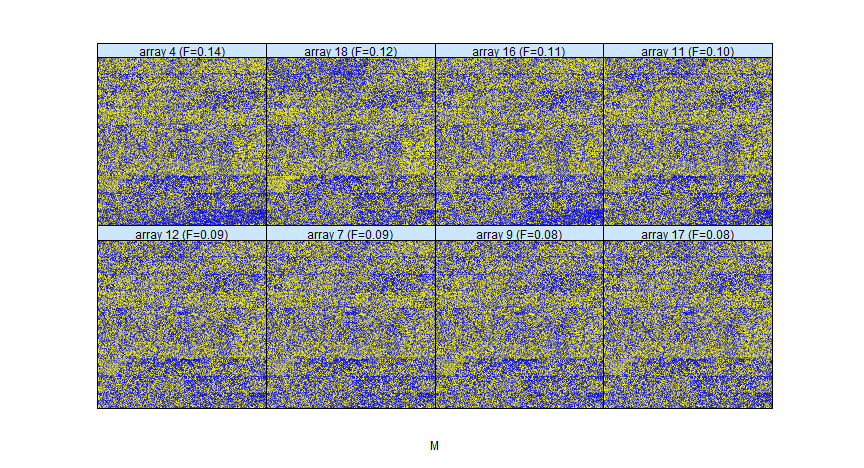 array 4 (F=0.14)
array 18 (F=0.12)
array 16 (F=0.11)
array 11 (F=0.10)
array 12 (F=0.09)
array 7 (F=0.09)
array 9 (F=0.08)
array 17 (F=0.08)
M